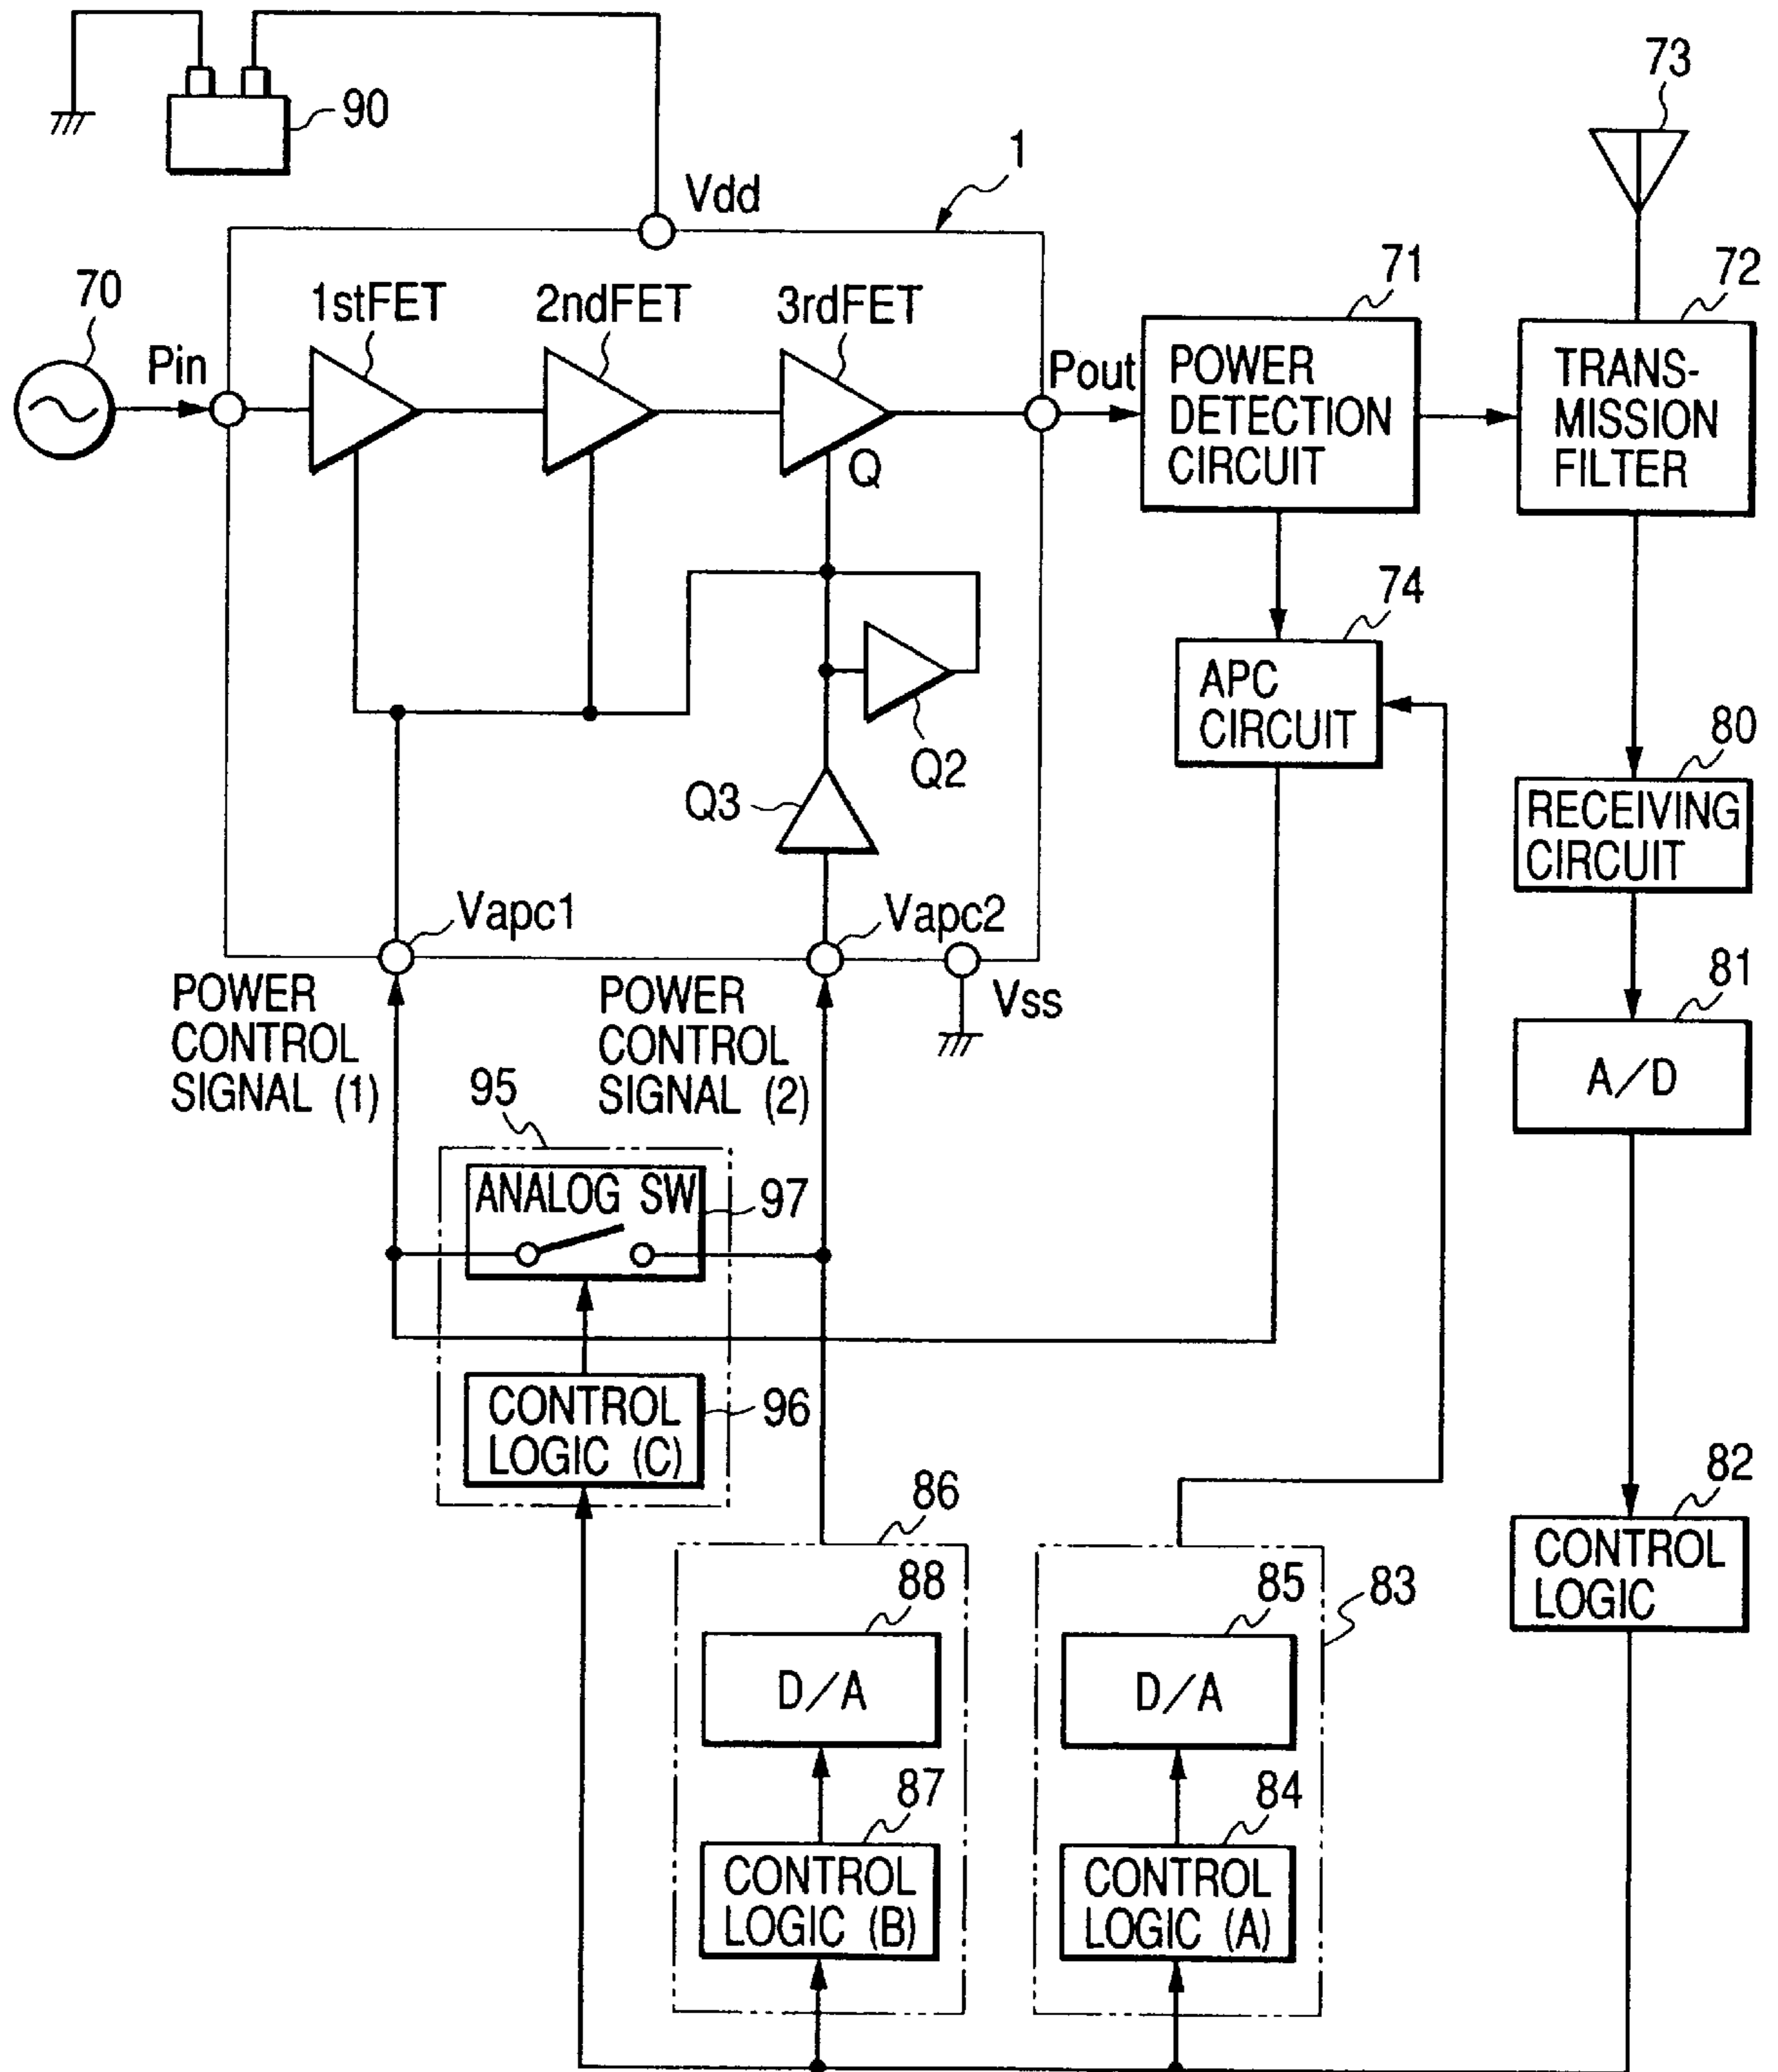 90
73
1
Vdd
70
1stFET
2ndFET
3rdFET
71
72
Pin
Pout
POWER
DETECTION
CIRCUIT
TRANS-
MISSION
FILTER
Q
74
APC
CIRCUIT
Q2
Q3
80
RECEIVING
CIRCUIT
Vapc1
Vapc2
Vss
81
A/D
POWER
CONTROL
SIGNAL (1)
POWER
CONTROL
SIGNAL (2)
95
ANALOG SW
97
CONTROL
LOGIC (C)
96
82
CONTROL
LOGIC
86
88
D/A
85
D/A
83
87
CONTROL
LOGIC (B)
84
CONTROL
LOGIC (A)